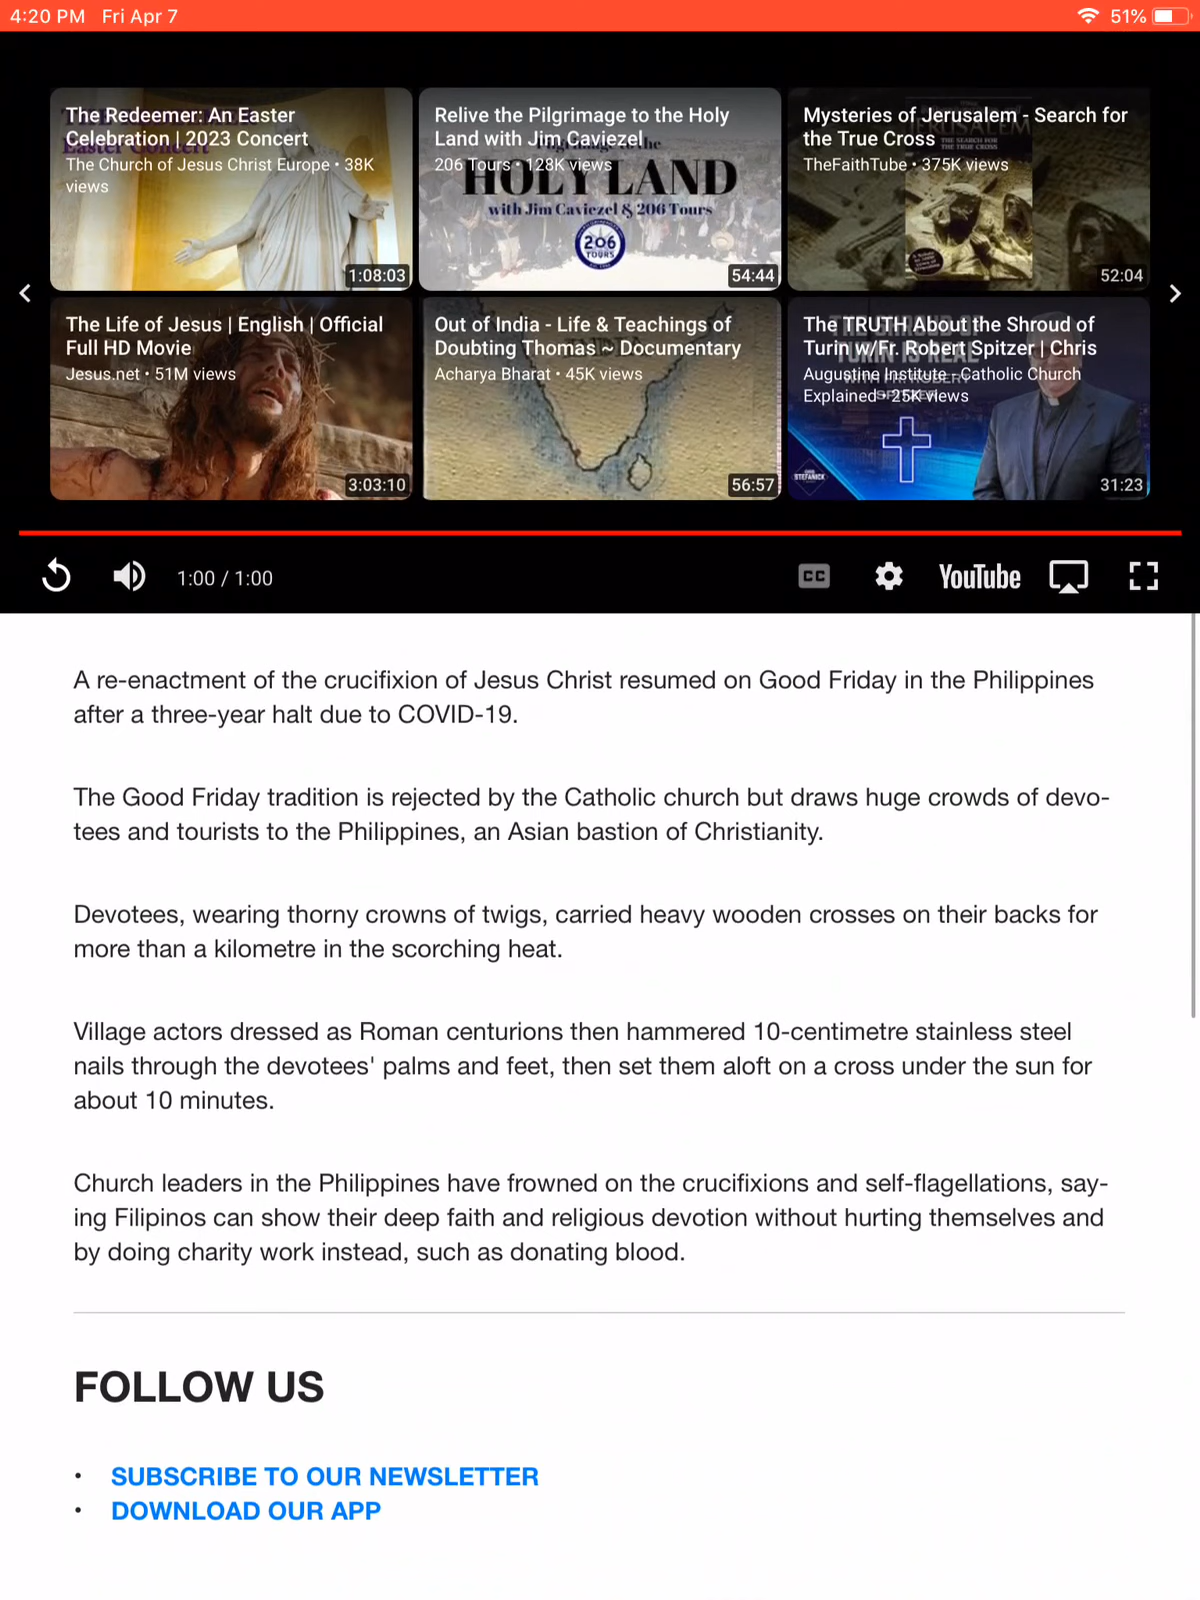 4:20 PM Fri Apr 7
51%
The Redeemer: An Easter
Celebration | 2023 Concert
The Church of Jesus Christ Europe • 38K
views
1:08:03
Relive the Pilgrimage to the Holy
Land with Jim Caviezel
206 Tours • 128K views
HOLY LAND
with Jim Caviezel & 206 Tours
206
TOURS
54:44
Mysteries of Jerusalem - Search for
the True Cross
THE SEARCH FOR
THE TRUE CROSS
TheFaithTube • 375K views
52:04
The Life of Jesus | English | Official
Full HD Movie
Jesus.net • 51M views
3:03:10
Out of India - Life & Teachings of
Doubting Thomas ~ Documentary
Acharya Bharat • 45K views
56:57
The TRUTH About the Shroud of
Turin w/Fr. Robert Spitzer | Chris
Augustine Institute - Catholic Church
Explained • 25K views
STEFANICK
31:23
1:00 / 1:00
CC
YouTube
A re-enactment of the crucifixion of Jesus Christ resumed on Good Friday in the Philippines
after a three-year halt due to COVID-19.
The Good Friday tradition is rejected by the Catholic church but draws huge crowds of devo-
tees and tourists to the Philippines, an Asian bastion of Christianity.
Devotees, wearing thorny crowns of twigs, carried heavy wooden crosses on their backs for
more than a kilometre in the scorching heat.
Village actors dressed as Roman centurions then hammered 10-centimetre stainless steel
nails through the devotees' palms and feet, then set them aloft on a cross under the sun for
about 10 minutes.
Church leaders in the Philippines have frowned on the crucifixions and self-flagellations, say-
ing Filipinos can show their deep faith and religious devotion without hurting themselves and
by doing charity work instead, such as donating blood.
FOLLOW US
• SUBSCRIBE TO OUR NEWSLETTER
• DOWNLOAD OUR APP